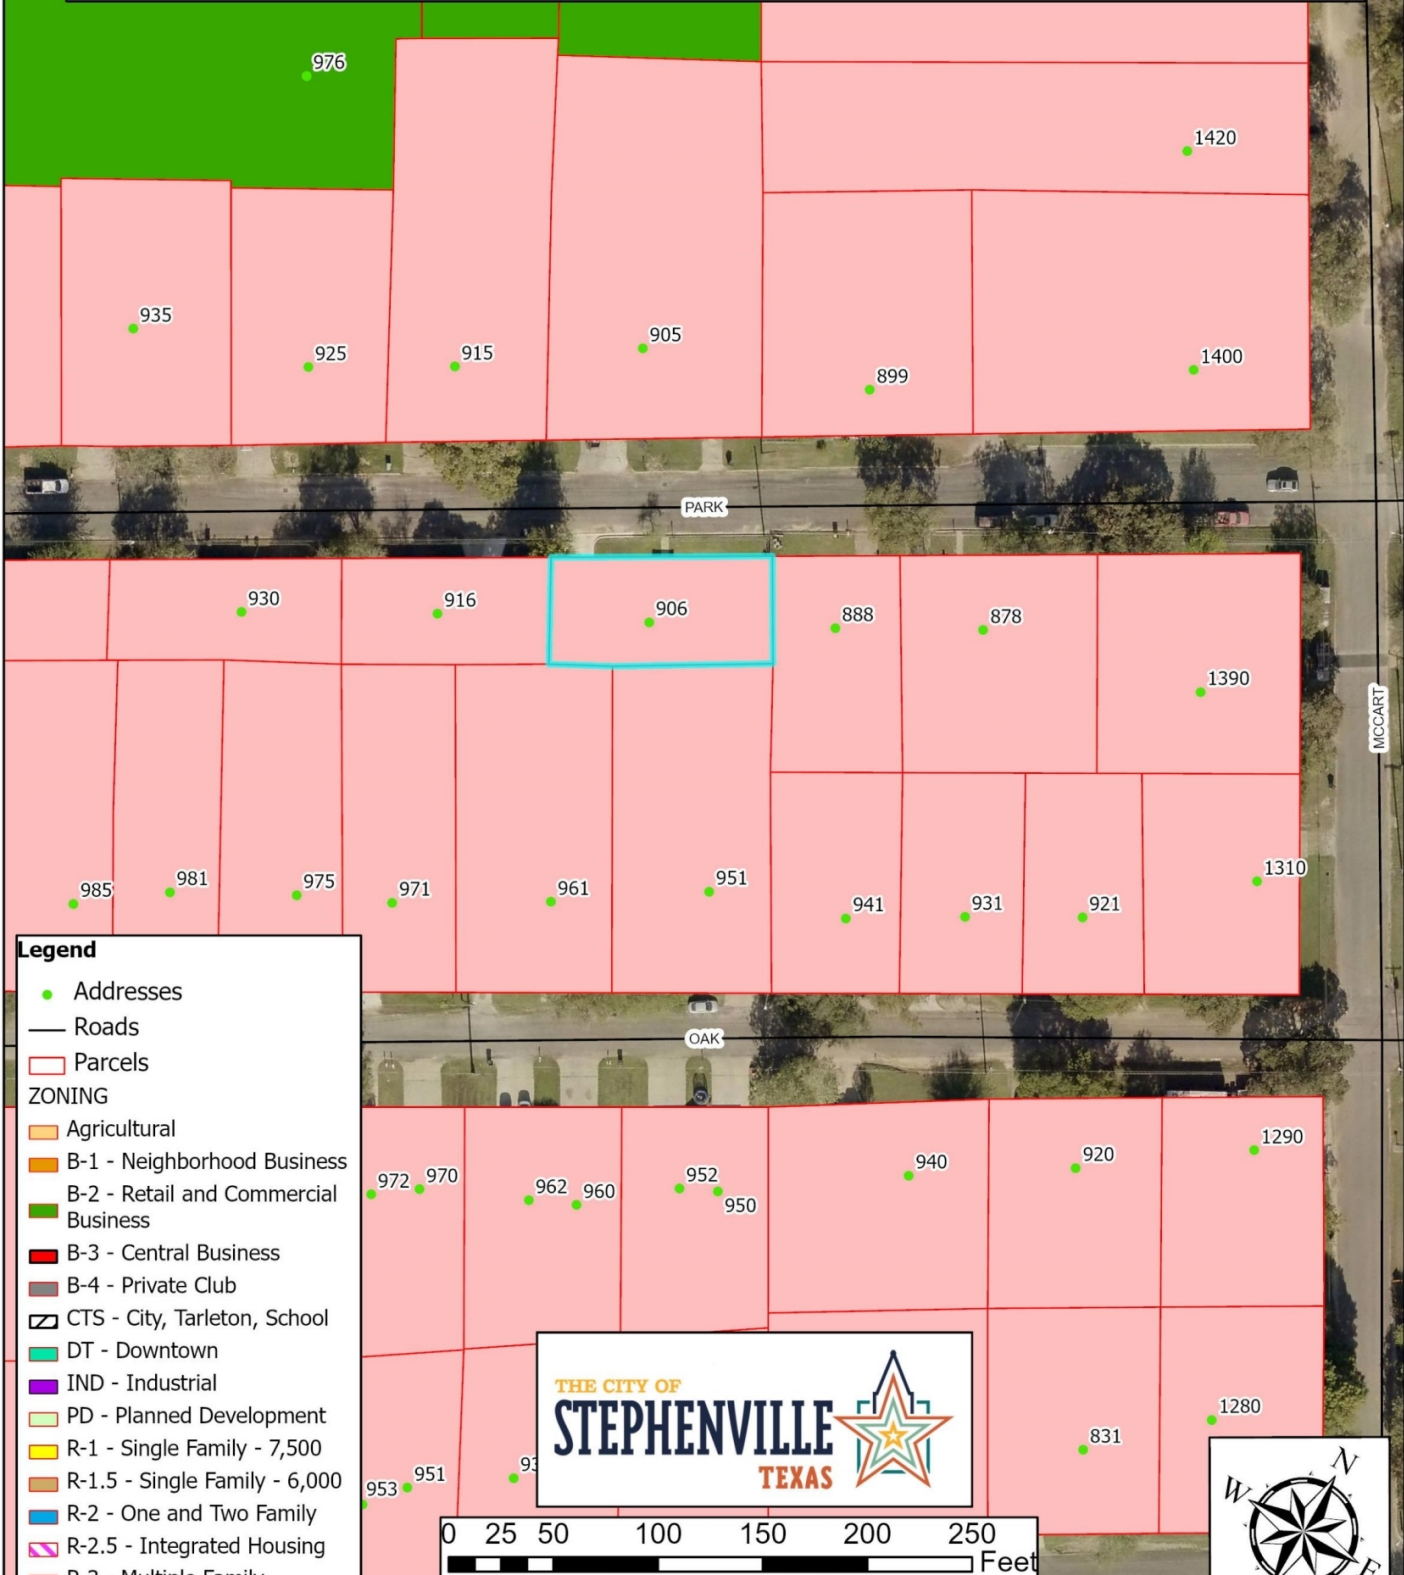 976
1420
935
925
915
905
899
1400
PARK
930
916
906
888
878
1390
MCCART
985
981
975
971
961
951
941
931
921
1310
OAK
Legend
Addresses
Roads
Parcels
ZONING
Agricultural
B-1 - Neighborhood Business
B-2 - Retail and Commercial
Business
B-3 - Central Business
B-4 - Private Club
CTS - City, Tarleton, School
DT - Downtown
IND - Industrial
PD - Planned Development
R-1 - Single Family - 7,500
R-1.5 - Single Family - 6,000
R-2 - One and Two Family
R-2.5 - Integrated Housing
R-3 - Multiple Family
972
970
962
960
952
950
940
920
1290
953
951
831
1280
THE CITY OF
STEPHENVILLE
TEXAS
0 25 50 100 150 200 250
Feet
N
W
E